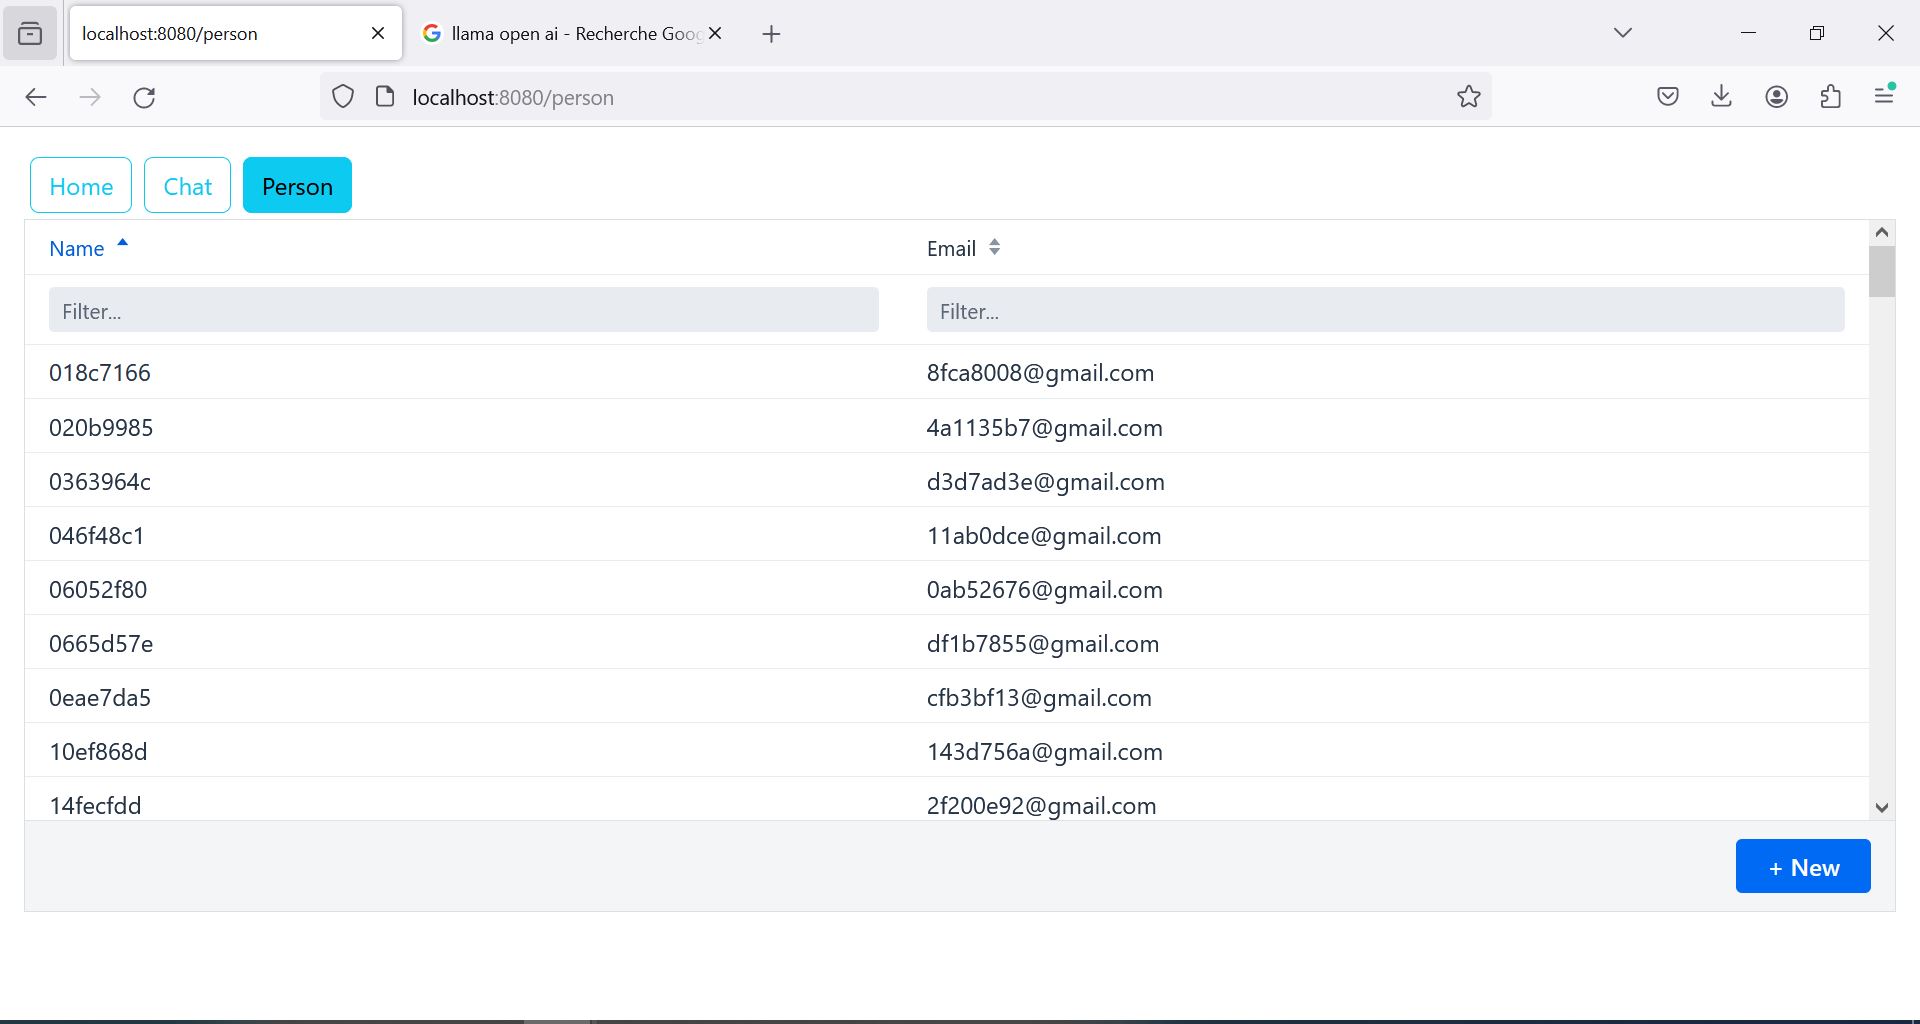 localhost:8080/person
llama open ai - Recherche Goog
localhost:8080/person
Home Chat Person
Name Email
Filter... Filter...
018c7166 8fca8008@gmail.com
020b9985 4a1135b7@gmail.com
0363964c d3d7ad3e@gmail.com
046f48c1 11ab0dce@gmail.com
06052f80 0ab52676@gmail.com
0665d57e df1b7855@gmail.com
0eae7da5 cfb3bf13@gmail.com
10ef868d 143d756a@gmail.com
14fecfdd 2f200e92@gmail.com
+ New